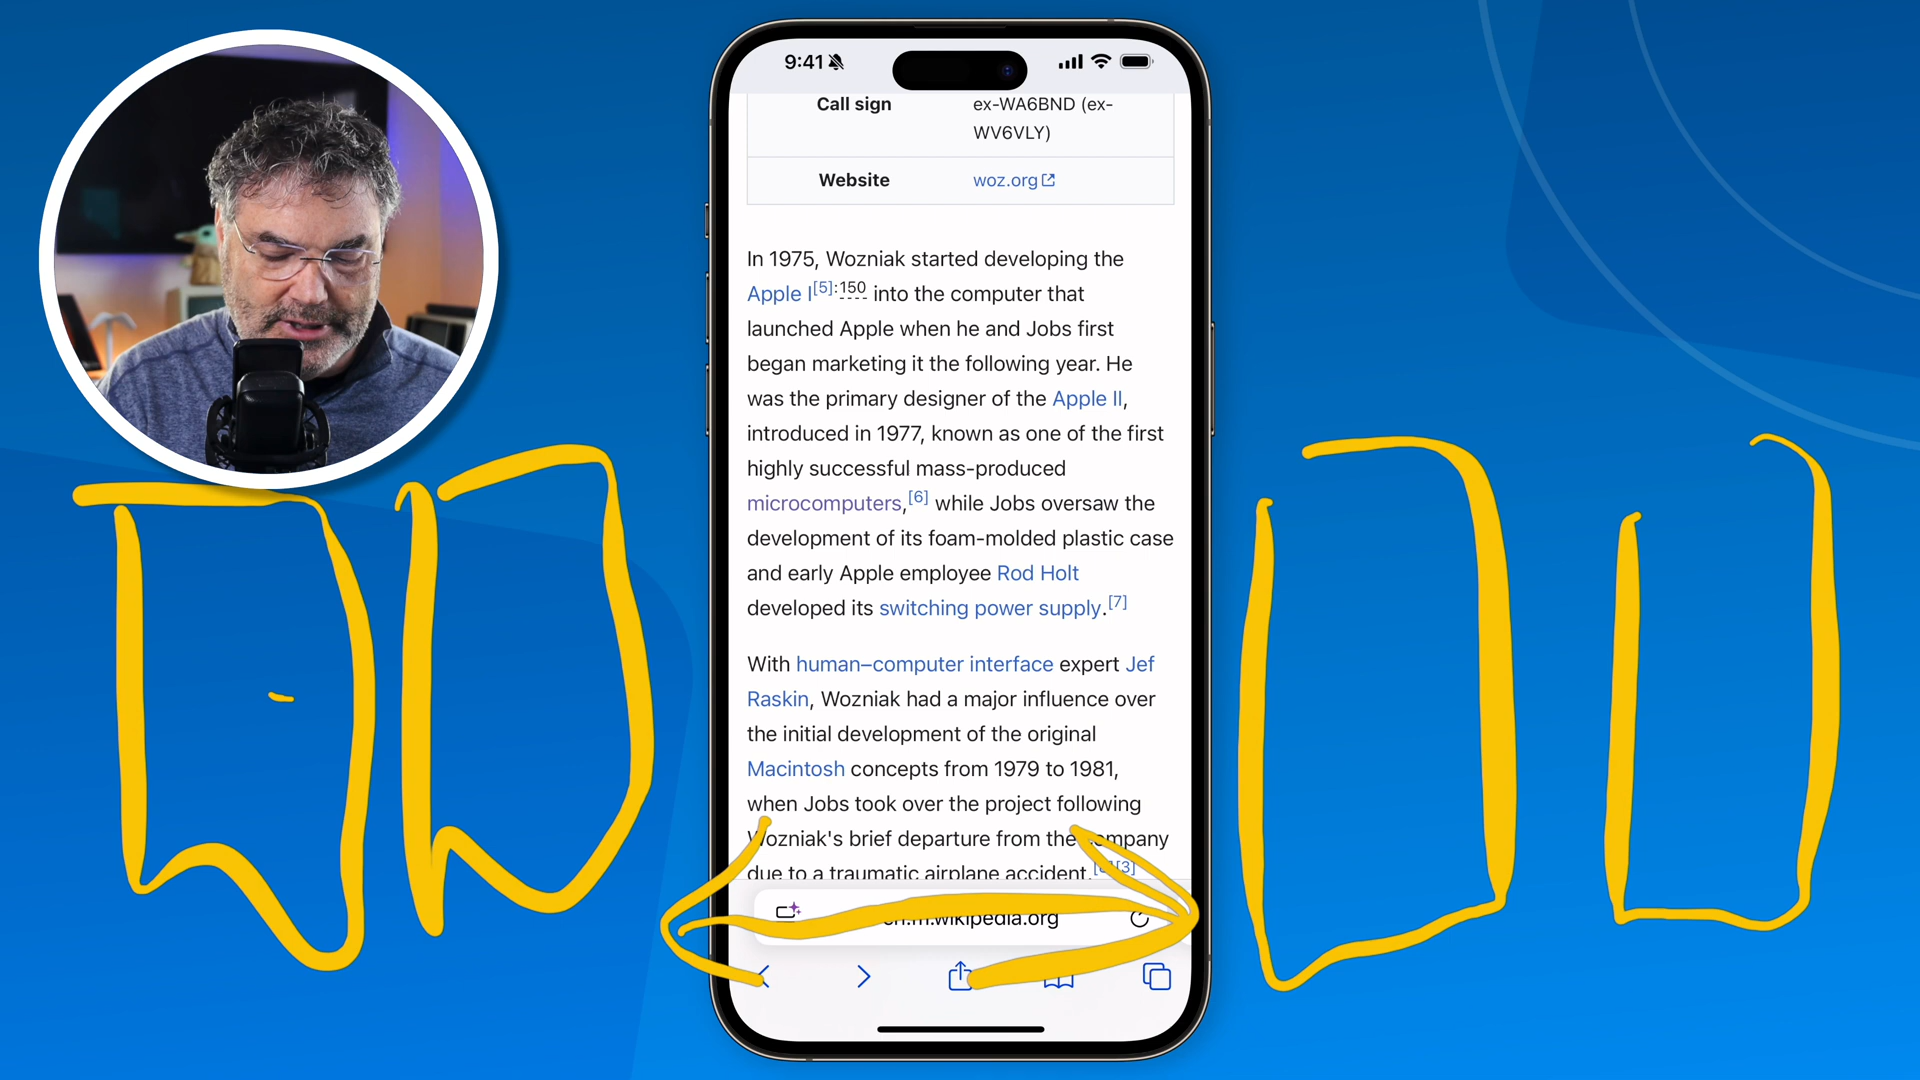 9:41
Call sign ex-WA6BND (ex-
WV6VLY)
Website woz.org
In 1975, Wozniak started developing the
Apple I[5]:150 into the computer that
launched Apple when he and Jobs first
began marketing it the following year. He
was the primary designer of the Apple II,
introduced in 1977, known as one of the first
highly successful mass-produced
microcomputers,[6] while Jobs oversaw the
development of its foam-molded plastic case
and early Apple employee Rod Holt
developed its switching power supply.[7]
With human–computer interface expert Jef
Raskin, Wozniak had a major influence over
the initial development of the original
Macintosh concepts from 1979 to 1981,
when Jobs took over the project following
Wozniak's brief departure from the company
due to a traumatic airplane accident.[3]
en.m.wikipedia.org